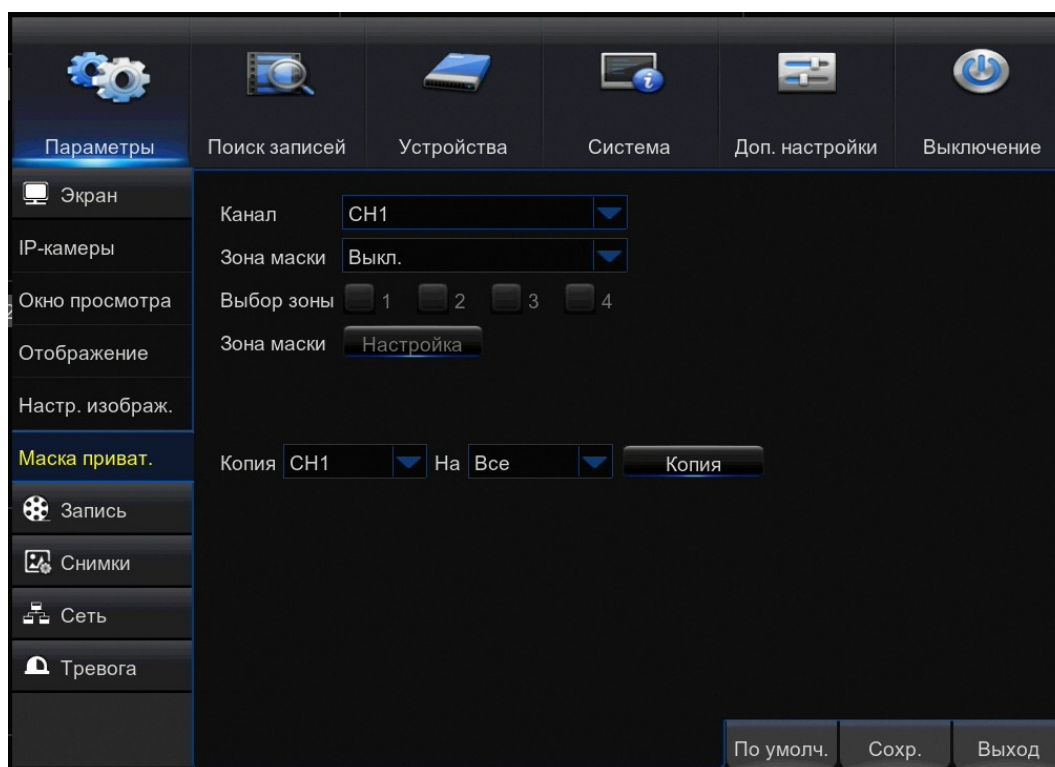 Параметры Поиск записей Устройства Система Доп. настройки Выключение
Экран
IP-камеры
Окно просмотра
Отображение
Настр. изображ.
Маска приват.
Запись
Снимки
Сеть
Тревога
Канал CH1
Зона маски Выкл.
Выбор зоны 1 2 3 4
Зона маски Настройка
Копия CH1 На Все Копия
По умолч. Сохр. Выход